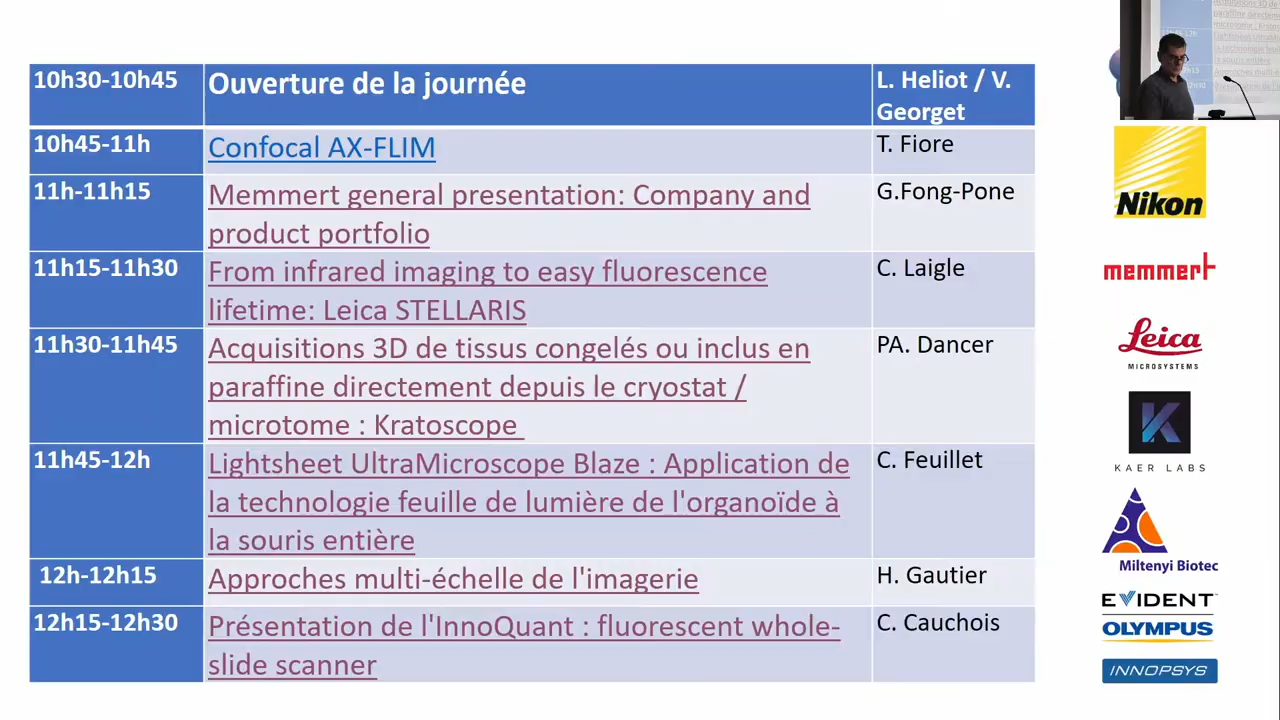 10h30-10h45
Ouverture de la journée
L. Heliot / V.
Georget
10h45-11h
Confocal AX-FLIM
T. Fiore
11h-11h15
Memmert general presentation: Company and
product portfolio
G.Fong-Pone
11h15-11h30
From infrared imaging to easy fluorescence
lifetime: Leica STELLARIS
C. Laigle
11h30-11h45
Acquisitions 3D de tissus congelés ou inclus en
paraffine directement depuis le cryostat /
microtome : Kratoscope
PA. Dancer
11h45-12h
Lightsheet UltraMicroscope Blaze : Application de
la technologie feuille de lumière de l'organoïde à
la souris entière
C. Feuillet
12h-12h15
Approches multi-échelle de l'imagerie
H. Gautier
12h15-12h30
Présentation de l'InnoQuant : fluorescent whole-
slide scanner
C. Cauchois
Nikon
memmert
Leica
MICROSYSTEMS
K
KAER LABS
Miltenyi Biotec
EVIDENT
OLYMPUS
INNOPSYS